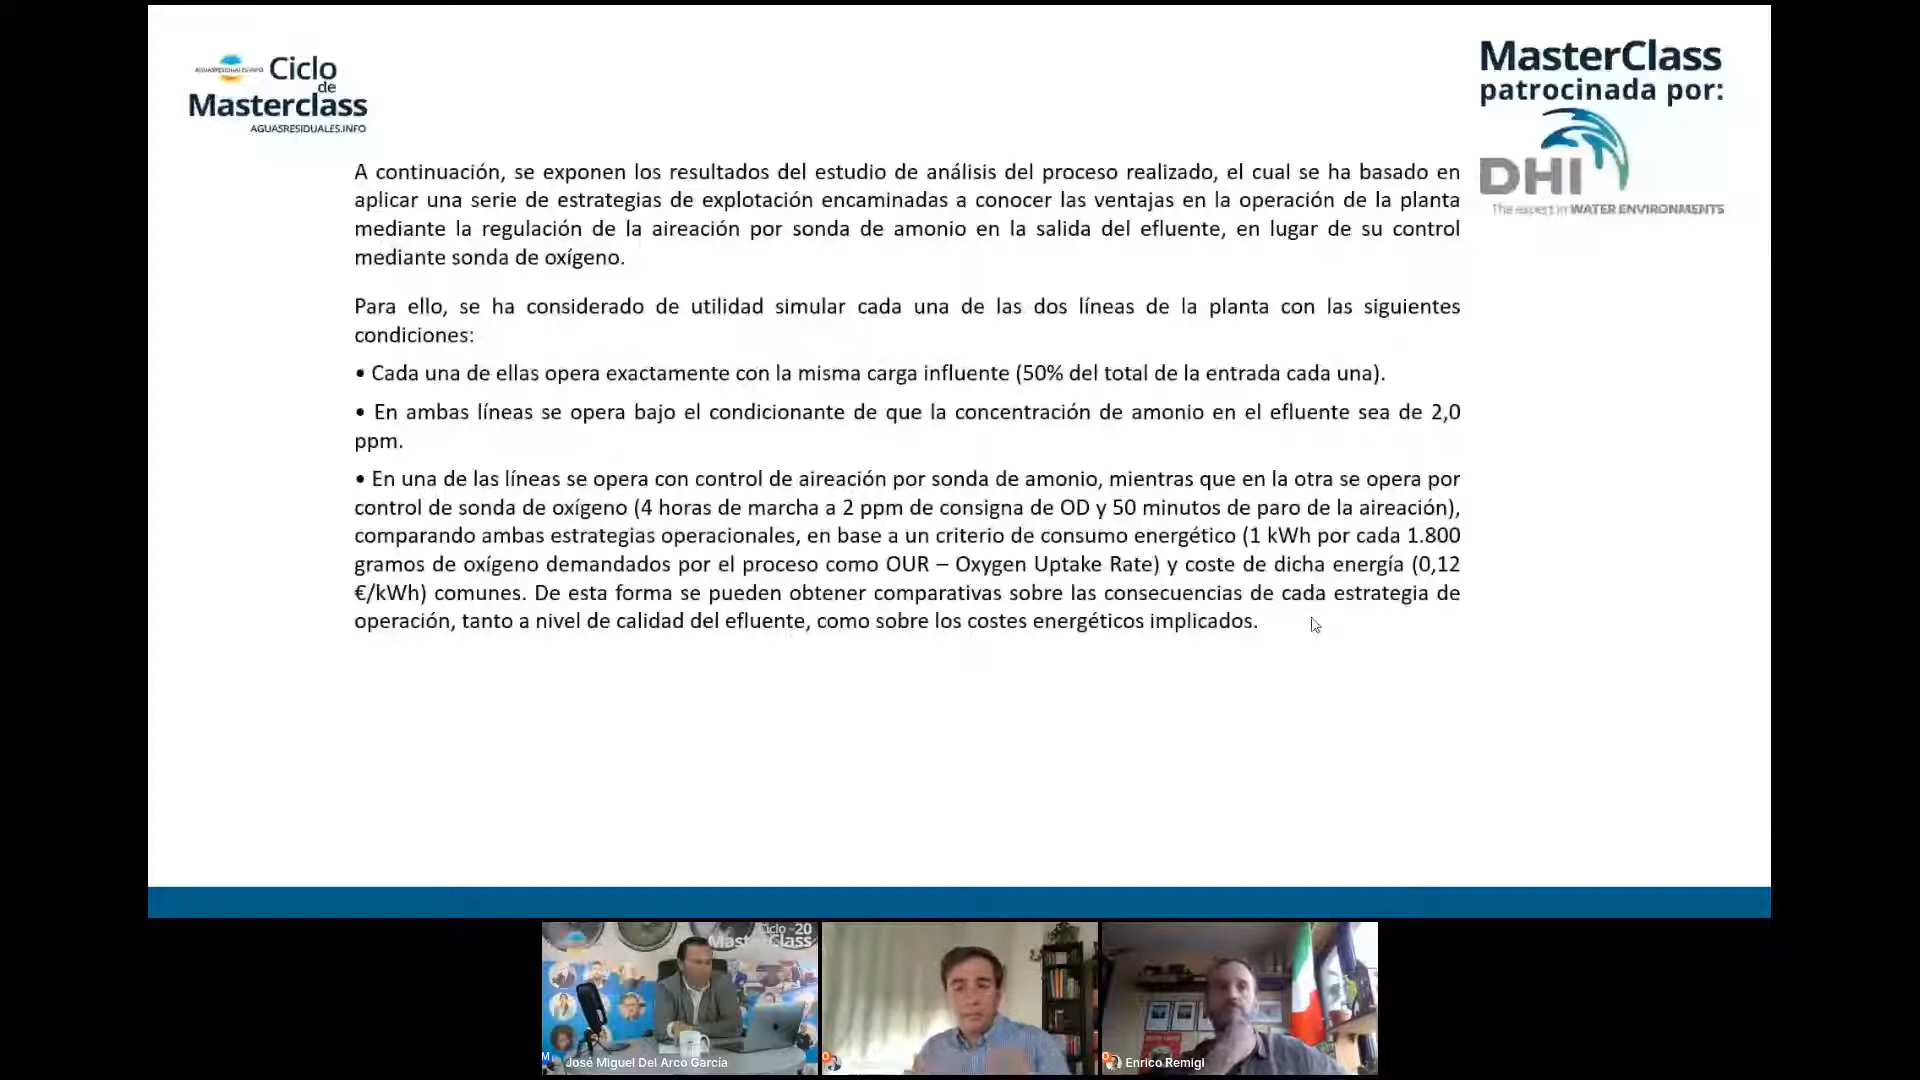 AGUASRESIDUALES.INFO
Ciclo
de
Masterclass
AGUASRESIDUALES.INFO
MasterClass
patrocinada por:
DHI
The expert in WATER ENVIRONMENTS
A continuación, se exponen los resultados del estudio de análisis del proceso realizado, el cual se ha basado en
aplicar una serie de estrategias de explotación encaminadas a conocer las ventajas en la operación de la planta
mediante la regulación de la aireación por sonda de amonio en la salida del efluente, en lugar de su control
mediante sonda de oxígeno.
Para ello, se ha considerado de utilidad simular cada una de las dos líneas de la planta con las siguientes
condiciones:
• Cada una de ellas opera exactamente con la misma carga influente (50% del total de la entrada cada una).
• En ambas líneas se opera bajo el condicionante de que la concentración de amonio en el efluente sea de 2,0
ppm.
• En una de las líneas se opera con control de aireación por sonda de amonio, mientras que en la otra se opera por
control de sonda de oxígeno (4 horas de marcha a 2 ppm de consigna de OD y 50 minutos de paro de la aireación),
comparando ambas estrategias operacionales, en base a un criterio de consumo energético (1 kWh por cada 1.800
gramos de oxígeno demandados por el proceso como OUR – Oxygen Uptake Rate) y coste de dicha energía (0,12
€/kWh) comunes. De esta forma se pueden obtener comparativas sobre las consecuencias de cada estrategia de
operación, tanto a nivel de calidad del efluente, como sobre los costes energéticos implicados.
Ciclo 20
MasterClass
José Miguel Del Arco García
Enrico Remigi